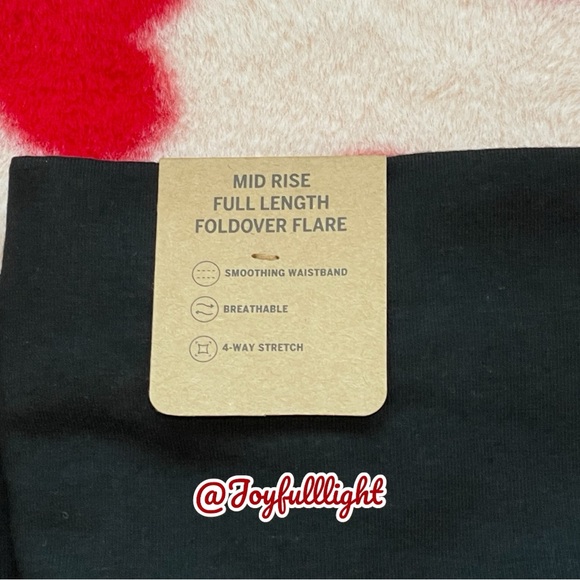 MID RISE
FULL LENGTH
FOLDOVER FLARE
SMOOTHING WAISTBAND
BREATHABLE
4-WAY STRETCH
@Joyfulllight